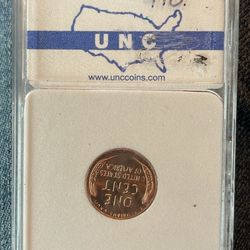 UNC
www.unccoins.com
ONE
CENT
UNITED STATES
OF AMERICA